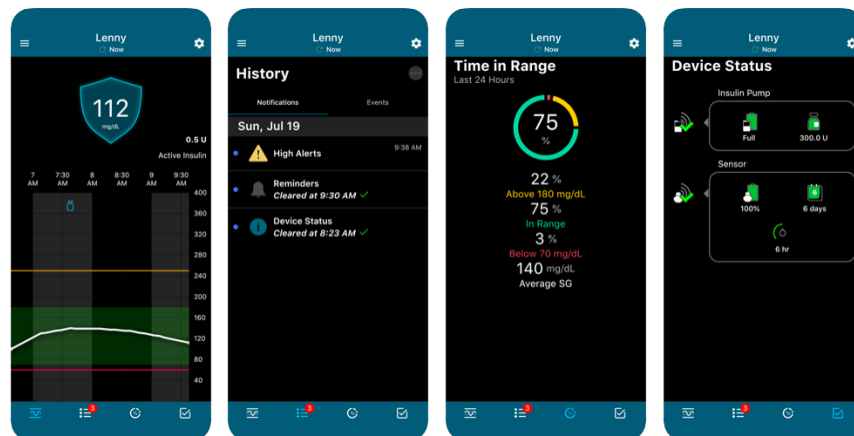 Lenny
Now
112
mg/dL
0.5 U
Active Insulin
7 AM
7:30 AM
8 AM
8:30 AM
9 AM
9:30 AM
400
360
320
280
240
200
160
120
80
40
3
Lenny
Now
History
Notifications
Events
Sun, Jul 19
High Alerts
9:38 AM
Reminders
Cleared at 9:30 AM
Device Status
Cleared at 8:23 AM
3
Lenny
Now
Time in Range
Last 24 Hours
75
%
22 %
Above 180 mg/dL
75 %
In Range
3 %
Below 70 mg/dL
140 mg/dL
Average SG
3
Lenny
Now
Device Status
Insulin Pump
Full
300.0 U
Sensor
6
100%
6 days
6 hr
3